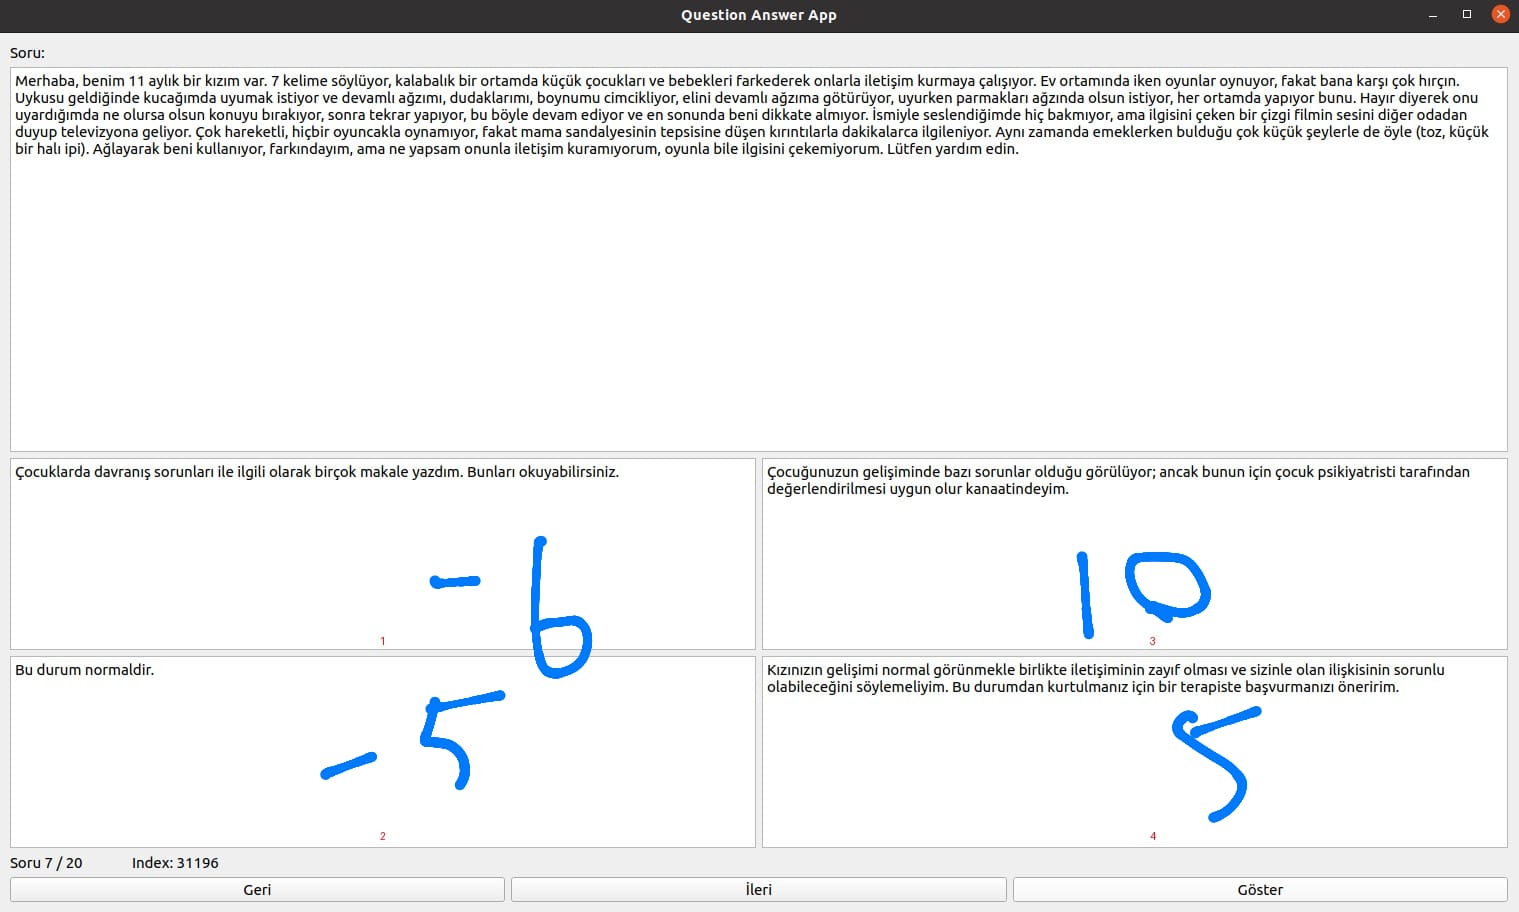 Question Answer App
Soru:
Merhaba, benim 11 aylık bir kızım var. 7 kelime söylüyor, kalabalık bir ortamda küçük çocukları ve bebekleri farkederek onlarla iletişim kurmaya çalışıyor. Ev ortamında iken oyunlar oynuyor, fakat bana karşı çok hırçın.
Uykusu geldiğinde kucağımda uyumak istiyor ve devamlı ağzımı, dudaklarımı, boynumu cimcikliyor, elini devamlı ağzıma götürüyor, uyurken parmakları ağzında olsun istiyor, her ortamda yapıyor bunu. Hayır diyerek onu
uyardığımda ne olursa olsun konuyu bırakıyor, sonra tekrar yapıyor, bu böyle devam ediyor ve en sonunda beni dikkate almıyor. İsmiyle seslendiğimde hiç bakmıyor, ama ilgisini çeken bir çizgi filmin sesini diğer odadan
duyup televizyona geliyor. Çok hareketli, hiçbir oyuncakla oynamıyor, fakat mama sandalyesinin tepsisine düşen kırıntılarla dakikalarca ilgileniyor. Aynı zamanda emeklerken bulduğu çok küçük şeylerle de öyle (toz, küçük
bir halı ipi). Ağlayarak beni kullanıyor, farkındayım, ama ne yapsam onunla iletişim kuramıyorum, oyunla bile ilgisini çekemiyorum. Lütfen yardım edin.
Çocuklarda davranış sorunları ile ilgili olarak birçok makale yazdım. Bunları okuyabilirsiniz.
-6
1
Çocuğunuzun gelişiminde bazı sorunlar olduğu görülüyor; ancak bunun için çocuk psikiyatristi tarafından
değerlendirilmesi uygun olur kanaatindeyim.
10
3
Bu durum normaldir.
-5
2
Kızınızın gelişimi normal görünmekle birlikte iletişiminin zayıf olması ve sizinle olan ilişkisinin sorunlu
olabileceğini söylemeliyim. Bu durumdan kurtulmanız için bir terapiste başvurmanızı öneririm.
5
4
Soru 7 / 20 Index: 31196
Geri İleri Göster